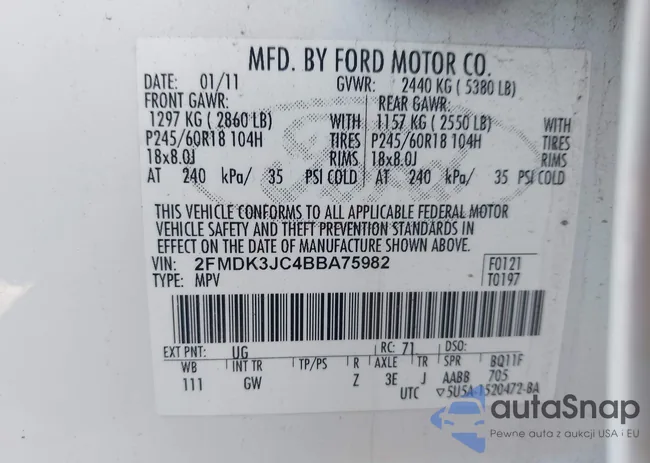 MFD. BY FORD MOTOR CO.
DATE: 01/11 GVWR: 2440 KG ( 5380 LB)
FRONT GAWR: REAR GAWR:
1297 KG ( 2860 LB) WITH 1157 KG ( 2550 LB) WITH
P245/60R18 104H TIRES P245/60R18 104H TIRES
18x8.0J RIMS 18x8.0J RIMS
AT 240 kPa/ 35 PSI COLD AT 240 kPa/ 35 PSI COLD
THIS VEHICLE CONFORMS TO ALL APPLICABLE FEDERAL MOTOR
VEHICLE SAFETY AND THEFT PREVENTION STANDARDS IN
EFFECT ON THE DATE OF MANUFACTURE SHOWN ABOVE.
VIN: 2FMDK3JC4BBA75982 F0121
TYPE: MPV T0197
EXT PNT: UG RC: 71 DSO:
WB INT TR TP/PS R AXLE TR SPR BQ11F
111 GW Z 3E J AABB 705
UTC ▽5U5A-1520472-BA
Ford
autoSnap
Pewne auta z aukcji USA i EU